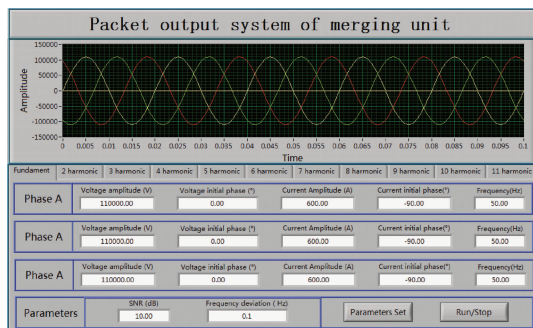 Packet output system of merging unit
150000
100000
50000
0
-50000
-100000
-150000
Amplitude
0 0.005 0.01 0.015 0.02 0.025 0.03 0.035 0.04 0.045 0.05 0.055 0.06 0.065 0.07 0.075 0.08 0.085 0.09 0.095 0.1
Time
Fundament 2 harmonic 3 harmonic 4 harmonic 5 harmonic 6 harmonic 7 harmonic 8 harmonic 9 harmonic 10 harmonic 11 harmonic
Voltage amplitude (V) Voltage initial phase (°) Current Amplitude (A) Current initial phase(°) Frequency(Hz)
Phase A 110000.00 0.00 600.00 -90.00 50.00
Voltage amplitude (V) Voltage initial phase (°) Current Amplitude (A) Current initial phase(°) Frequency(Hz)
Phase A 110000.00 0.00 600.00 -90.00 50.00
Voltage amplitude (V) Voltage initial phase (°) Current Amplitude (A) Current initial phase(°) Frequency(Hz)
Phase A 110000.00 0.00 600.00 -90.00 50.00
SNR (dB) Frequency deviation ( Hz)
Parameters 10.00 0.1 Parameters Set Run/Stop